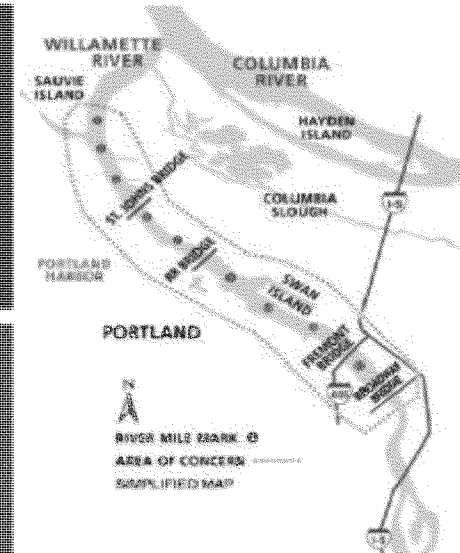 WILLAMETTE
RIVER
COLUMBIA
RIVER
SAUVIE
ISLAND
HAYDEN
ISLAND
ST. JOHNS BRIDGE
COLUMBIA
SLOUGH
I-5
PORTLAND
HARBOR
RR BRIDGE
SWAN
ISLAND
PORTLAND
FREMONT
BRIDGE
BROADWAY
BRIDGE
N
RIVER MILE MARK
AREA OF CONCERN
SIMPLIFIED MAP
I-5